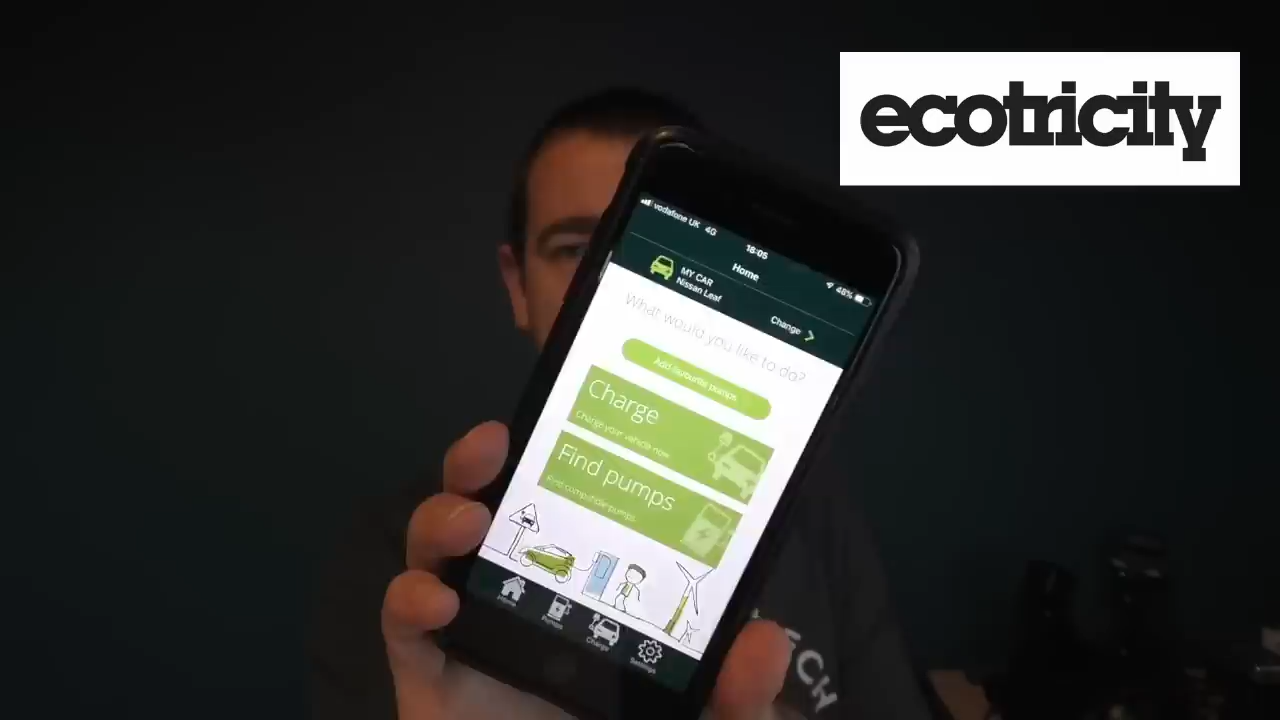 ecotricity
vodafone UK 4G
18:05
48%
Home
MY CAR
Nissan Leaf
Change
What would you like to do?
Add favourite pumps
Charge
Charge your vehicle now
Find pumps
Find compatible pumps
Home
Pumps
Charge
Settings
ECH